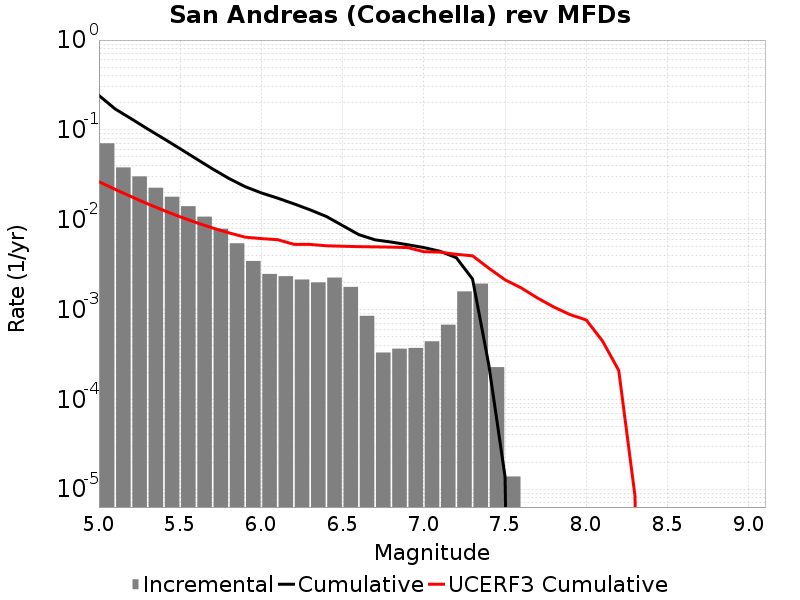 San Andreas (Coachella) rev MFDs
10^0
10^-1
10^-2
10^-3
10^-4
10^-5
Rate (1/yr)
5.0 5.5 6.0 6.5 7.0 7.5 8.0 8.5 9.0
Magnitude
Incremental Cumulative UCERF3 Cumulative